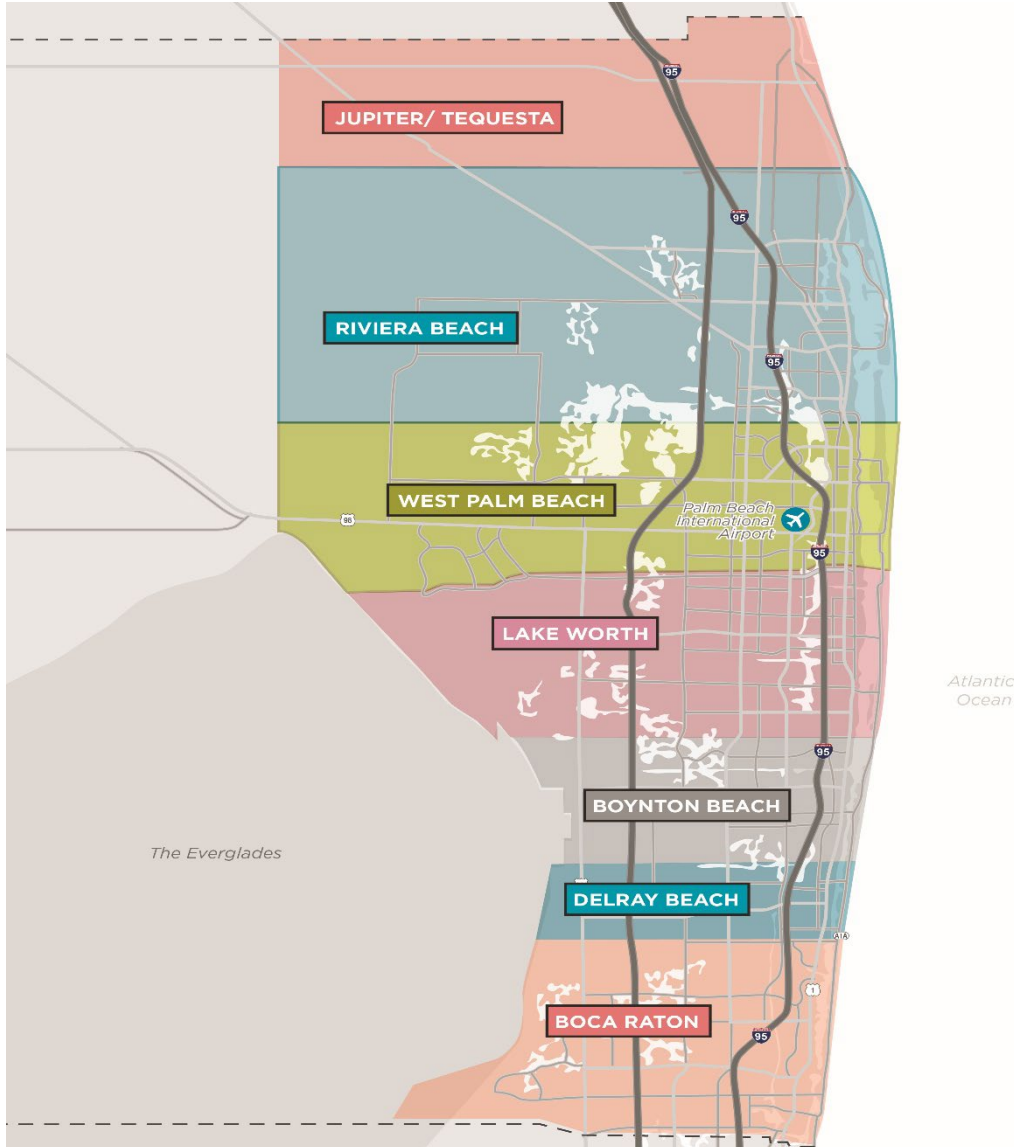 95
JUPITER/ TEQUESTA
95
RIVIERA BEACH
95
WEST PALM BEACH
98
Palm Beach
International
Airport
95
LAKE WORTH
Atlantic
Ocean
95
BOYNTON BEACH
The Everglades
DELRAY BEACH
A1A
1
BOCA RATON
95